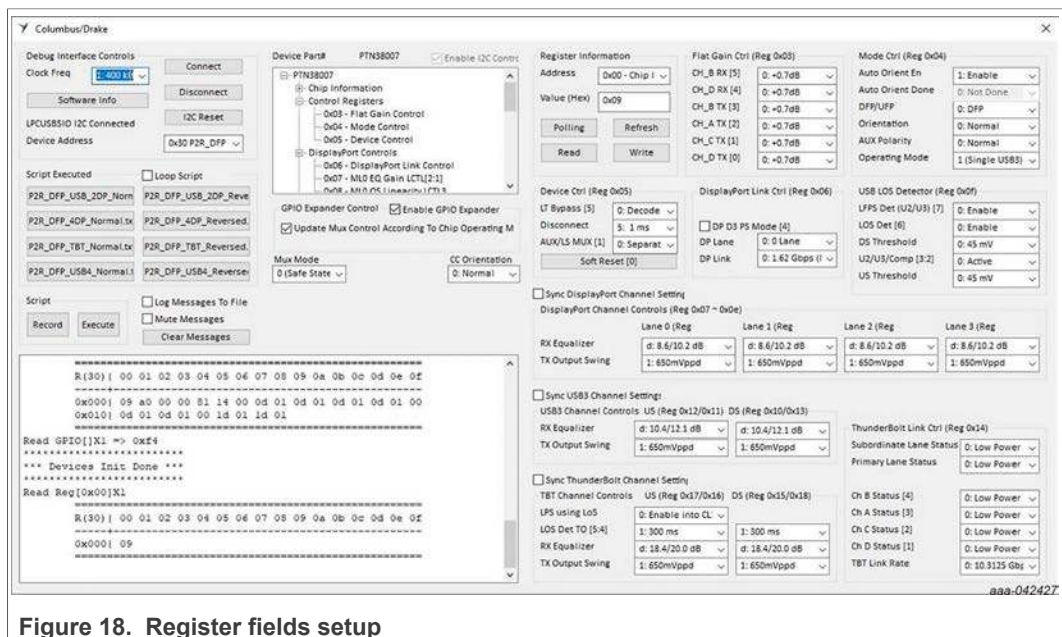 Columbus/Drake
Debug Interface Controls
Clock Freq
1: 400 k
Connect
Software Info
Disconnect
LPCUSBSIO I2C Connected
I2C Reset
Device Address
0x30 P2R_DFP
Script Executed
Loop Script
P2R_DFP_USB_2DP_Norn
P2R_DFP_USB_2DP_Reve
P2R_DFP_4DP_Normal.tx
P2R_DFP_4DP_Reversed.
P2R_DFP_TBT_Normal.tx
P2R_DFP_TBT_Reversed.
P2R_DFP_USB4_Normal.t
P2R_DFP_USB4_Reverse
Script
Record
Execute
Log Messages To File
Mute Messages
Clear Messages
Device Part#
PTN38007
Enable I2C Contro
PTN38007
Chip Information
Control Registers
0x03 - Flat Gain Control
0x04 - Mode Control
0x05 - Device Control
DisplayPort Controls
0x06 - DisplayPort Link Control
0x07 - ML0 EQ Gain LCTL[2:1]
0x08 - ML0 OS Linearity LCTL3
GPIO Expander Control
Enable GPIO Expander
Update Mux Control According To Chip Operating M
Mux Mode
CC Orientation
0 (Safe State
0: Normal
R(30)| 00 01 02 03 04 05 06 07 08 09 0a 0b 0c 0d 0e 0f
0x000| 09 a0 00 00 81 14 00 0d 01 0d 01 0d 01 0d 01 00
0x010| 0d 01 0d 01 00 1d 01 1d 01
Read GPIO[]X1 => 0xf4
**************************
*** Devices Init Done ***
**************************
Read Reg[0x00]X1
R(30)| 00 01 02 03 04 05 06 07 08 09 0a 0b 0c 0d 0e 0f
0x000| 09
Register Information
Address
0x00 - Chip I
Value (Hex)
0x09
Polling
Refresh
Read
Write
Flat Gain Ctrl (Reg 0x03)
CH_B RX [5]
0: +0.7dB
CH_D RX [4]
0: +0.7dB
CH_B TX [3]
0: +0.7dB
CH_A TX [2]
0: +0.7dB
CH_C TX [1]
0: +0.7dB
CH_D TX [0]
0: +0.7dB
Mode Ctrl (Reg 0x04)
Auto Orient En
1: Enable
Auto Orient Done
0: Not Done
DFP/UFP
0: DFP
Orientation
0: Normal
AUX Polarity
0: Normal
Operating Mode
1 (Single USB3)
Device Ctrl (Reg 0x05)
LT Bypass [5]
0: Decode
Disconnect
5: 1 ms
AUX/LS MUX [1]
0: Separat
Soft Reset [0]
DisplayPort Link Ctrl (Reg 0x06)
DP D3 PS Mode [4]
DP Lane
0: 0 Lane
DP Link
0: 1.62 Gbps (I
USB LOS Detector (Reg 0x0f)
LFPS Det (U2/U3) [7]
0: Enable
LOS Det [6]
0: Enable
DS Threshold
0: 45 mV
U2/U3/Comp [3:2]
0: Active
US Threshold
0: 45 mV
Sync DisplayPort Channel Setting
DisplayPort Channel Controls (Reg 0x07 ~ 0x0e)
Lane 0 (Reg
Lane 1 (Reg
Lane 2 (Reg
Lane 3 (Reg
RX Equalizer
d: 8.6/10.2 dB
d: 8.6/10.2 dB
d: 8.6/10.2 dB
d: 8.6/10.2 dB
TX Output Swing
1: 650mVppd
1: 650mVppd
1: 650mVppd
1: 650mVppd
Sync USB3 Channel Settings
USB3 Channel Controls US (Reg 0x12/0x11) DS (Reg 0x10/0x13)
RX Equalizer
d: 10.4/12.1 dB
d: 10.4/12.1 dB
TX Output Swing
1: 650mVppd
1: 650mVppd
Sync ThunderBolt Channel Setting
TBT Channel Controls US (Reg 0x17/0x16) DS (Reg 0x15/0x18)
LPS using LoS
0: Enable into CL
LOS Det TO [5:4]
1: 300 ms
1: 300 ms
RX Equalizer
d: 18.4/20.0 dB
d: 18.4/20.0 dB
TX Output Swing
1: 650mVppd
1: 650mVppd
ThunderBolt Link Ctrl (Reg 0x14)
Subordinate Lane Status
0: Low Power
Primary Lane Status
0: Low Power
Ch B Status [4]
0: Low Power
Ch A Status [3]
0: Low Power
Ch C Status [2]
0: Low Power
Ch D Status [1]
0: Low Power
TBT Link Rate
0: 10.3125 Gb
aaa-042427
Figure 18. Register fields setup